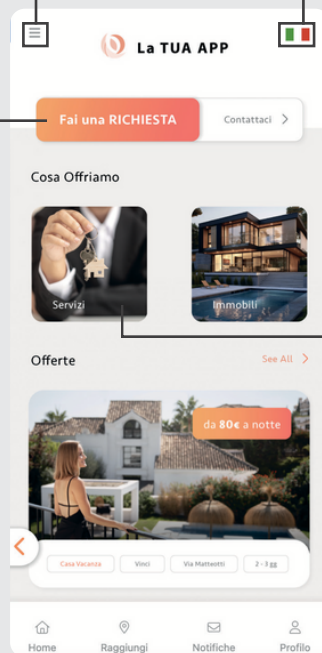 La TUA APP
Fai una RICHIESTA
Contattaci
Cosa Offriamo
Servizi
Immobili
Offerte
See All
da 80€ a notte
Casa Vacanza
Vinci
Via Matteotti
2 - 3 gg
Home
Raggiungi
Notifiche
Profilo